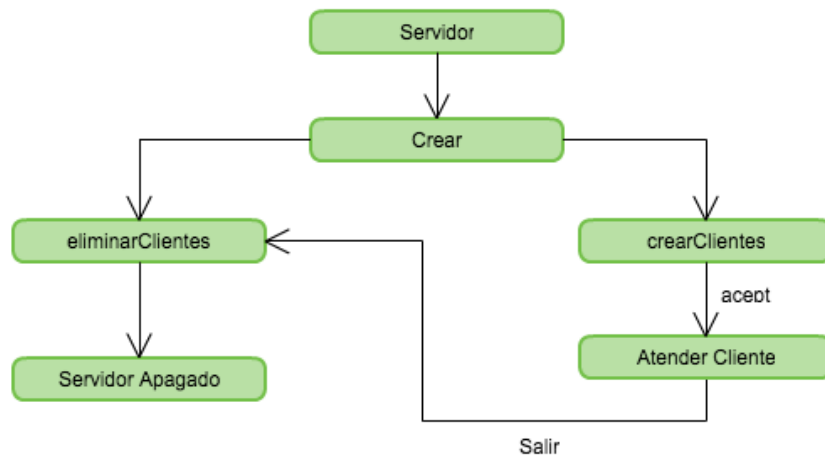 Servidor
Crear
eliminarClientes
crearClientes
acept
Servidor Apagado
Atender Cliente
Salir